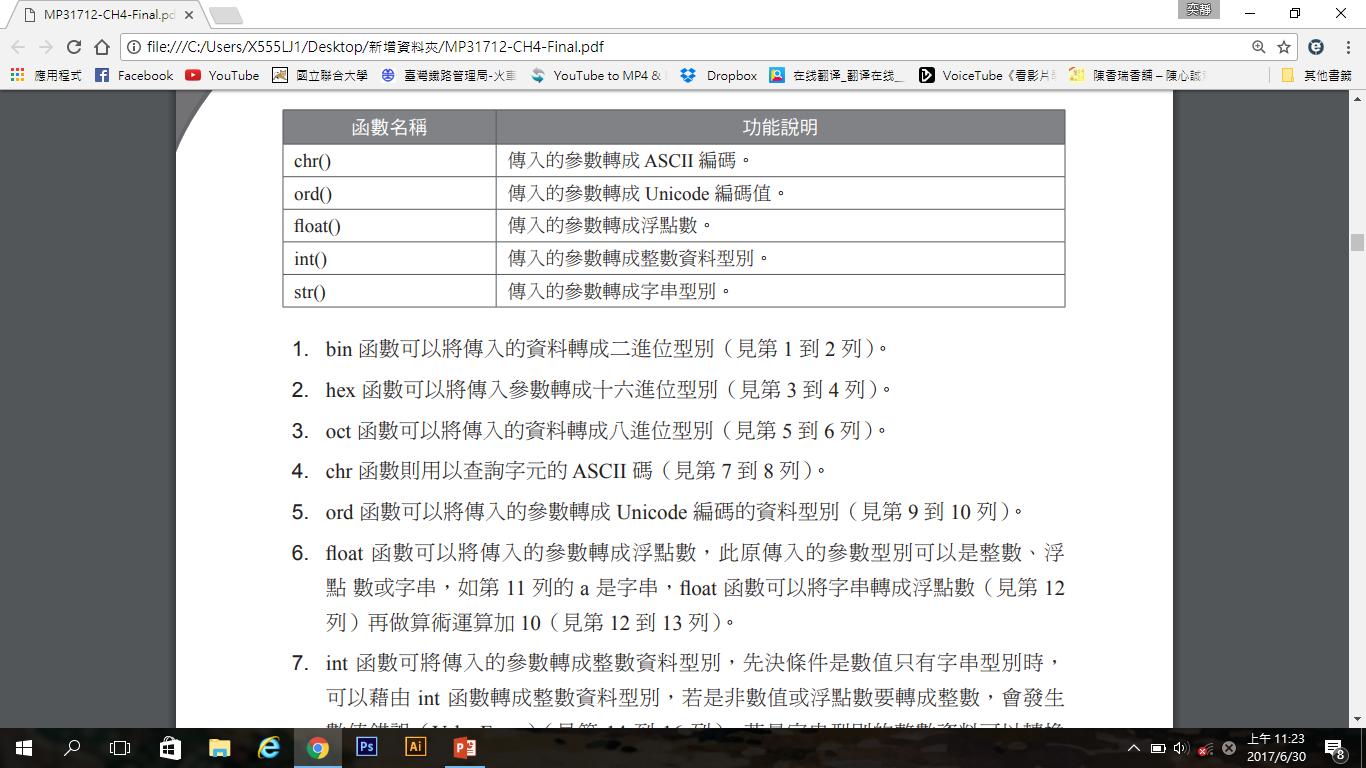 MP31712-CH4-Final.pd
奕靜
file:///C:/Users/X555LJ1/Desktop/新增資料夾/MP31712-CH4-Final.pdf
應用程式 Facebook YouTube 國立聯合大學 臺灣鐵路管理局-火車 YouTube to MP4 & Dropbox 在线翻译_翻译在线_ VoiceTube《看影片 陳香瑞香舖 – 陳心誠 其他書籤
函數名稱 功能說明
chr() 傳入的參數轉成 ASCII 編碼。
ord() 傳入的參數轉成 Unicode 編碼值。
float() 傳入的參數轉成浮點數。
int() 傳入的參數轉成整數資料型別。
str() 傳入的參數轉成字串型別。
1. bin 函數可以將傳入的資料轉成二進位型別（見第 1 到 2 列）。
2. hex 函數可以將傳入參數轉成十六進位型別（見第 3 到 4 列）。
3. oct 函數可以將傳入的資料轉成八進位型別（見第 5 到 6 列）。
4. chr 函數則用以查詢字元的 ASCII 碼（見第 7 到 8 列）。
5. ord 函數可以將傳入的參數轉成 Unicode 編碼的資料型別（見第 9 到 10 列）。
6. float 函數可以將傳入的參數轉成浮點數，此原傳入的參數型別可以是整數、浮
點 數或字串，如第 11 列的 a 是字串，float 函數可以將字串轉成浮點數（見第 12
列）再做算術運算加 10（見第 12 到 13 列）。
7. int 函數可將傳入的參數轉成整數資料型別，先決條件是數值只有字串型別時，
可以藉由 int 函數轉成整數資料型別，若是非數值或浮點數要轉成整數，會發生
Ps Ai
上午 11:23
2017/6/30
8